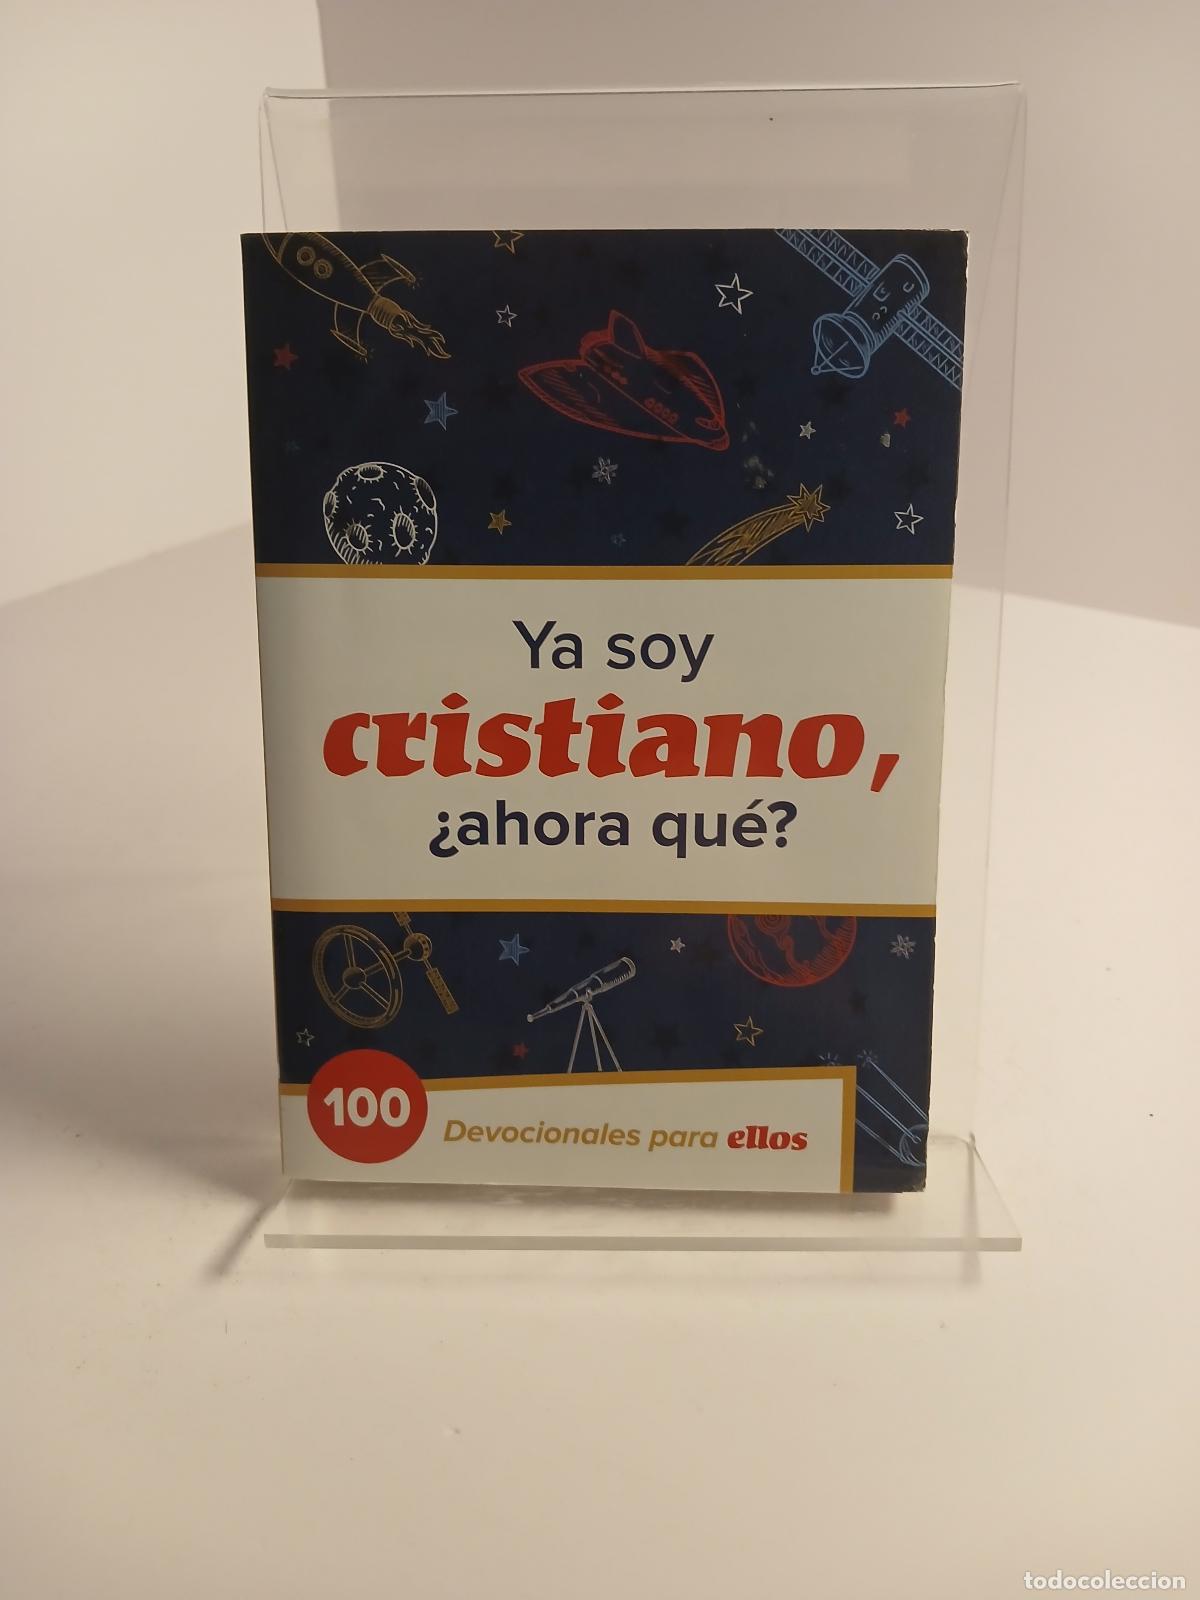 Ya soy
cristiano,
¿ahora qué?
100
Devocionales para ellos
todocoleccion